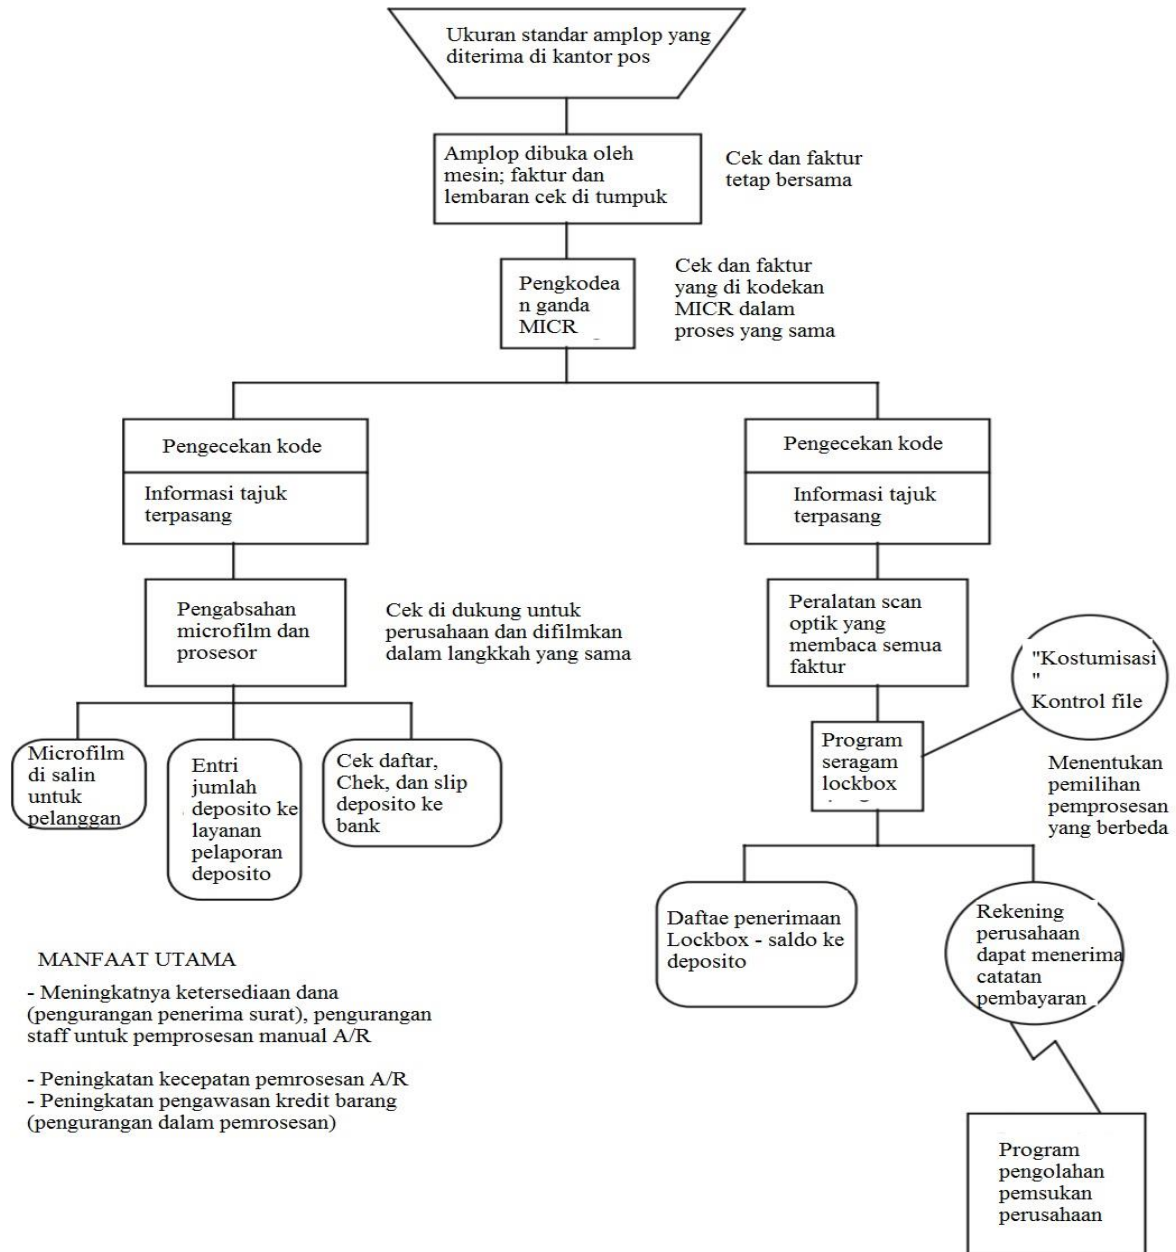 Ukuran standar amplop yang
diterima di kantor pos
Amplop dibuka oleh
mesin; faktur dan
lembaran cek di tumpuk
Cek dan faktur
tetap bersama
Pengkodea
n ganda
MICR
Cek dan faktur
yang di kodekan
MICR dalam
proses yang sama
Pengecekan kode
Informasi tajuk
terpasang
Pengecekan kode
Informasi tajuk
terpasang
Pengabsahan
microfilm dan
prosesor
Cek di dukung untuk
perusahaan dan difilmkan
dalam langkkah yang sama
Peralatan scan
optik yang
membaca semua
faktur
"Kostumisasi
"
Kontrol file
Menentukan
pemilihan
pemprosesan
yang berbeda
Microfilm
di salin
untuk
pelanggan
Entri
jumlah
deposito ke
layanan
pelaporan
deposito
Cek daftar,
Chek, dan slip
deposito ke
bank
Program
seragam
lockbox
Daftae penerimaan
Lockbox - saldo ke
deposito
Rekening
perusahaan
dapat menerima
catatan
pembayaran
Program
pengolahan
pemsukan
perusahaan
MANFAAT UTAMA
- Meningkatnya ketersediaan dana
(pengurangan penerima surat), pengurangan
staff untuk pemprosesan manual A/R
- Peningkatan kecepatan pemrosesan A/R
- Peningkatan pengawasan kredit barang
(pengurangan dalam pemrosesan)